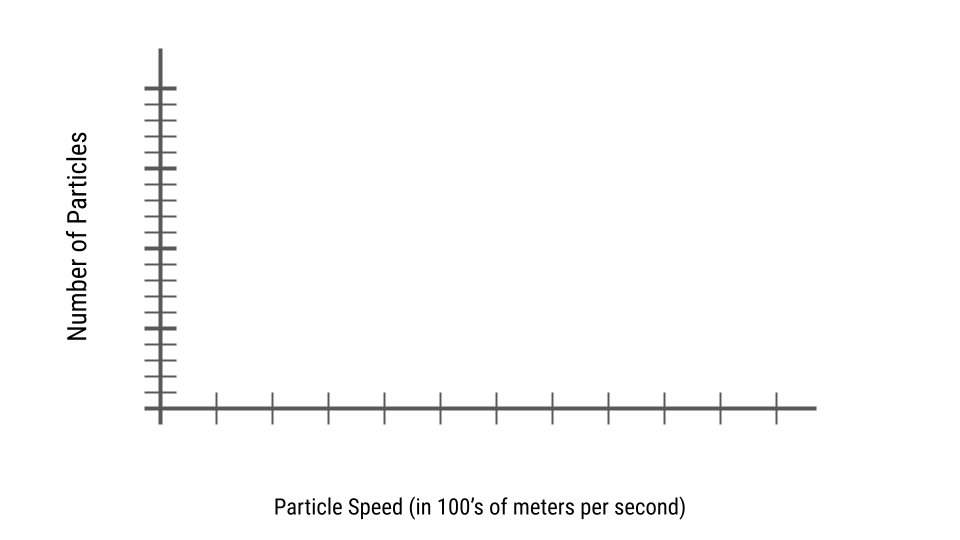 Number of Particles
Particle Speed (in 100’s of meters per second)